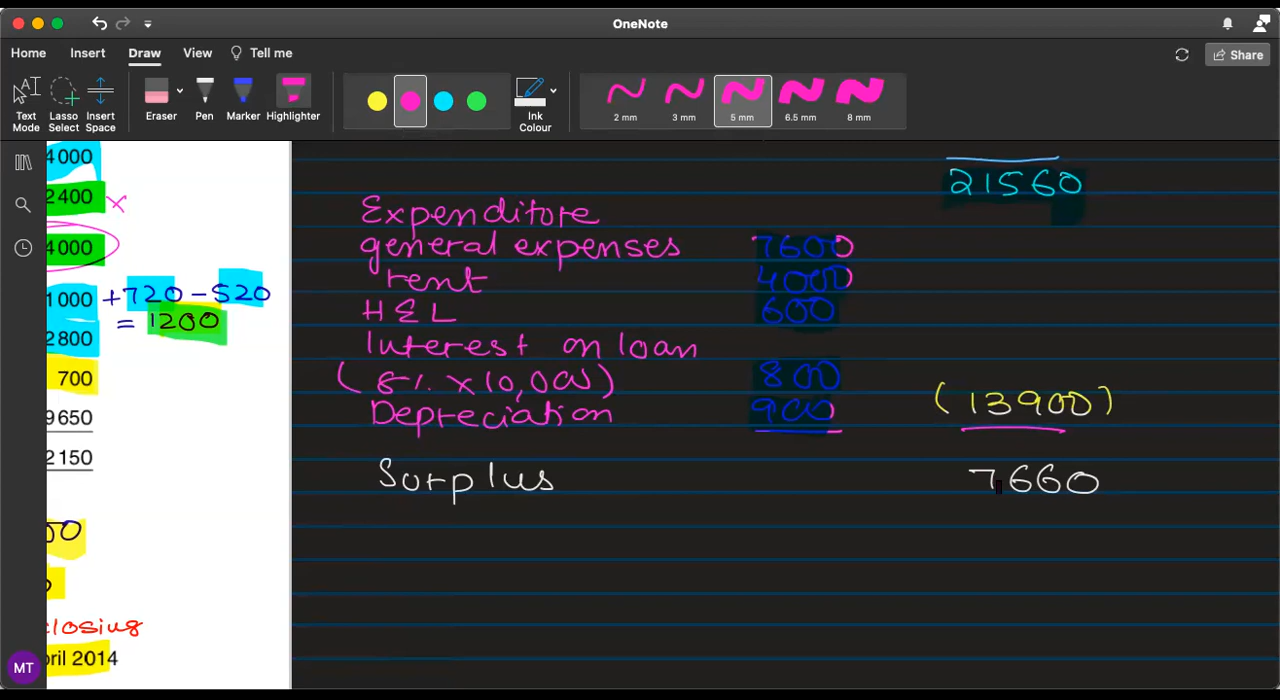 OneNote
Home Insert Draw View Tell me
Share
Text Mode
Lasso Select
Insert Space
Eraser
Pen
Marker
Highlighter
Ink Colour
2 mm
3 mm
5 mm
6.5 mm
8 mm
4000
2400 x
4000
1000 +720 -520
= 1200
2800
700
9650
2150
closing
pril 2014
MT
21560
Expenditore
general expenses 7600
rent 4000
H & L 600
Interest on loan
(8% x 10,000) 800
Depreciation 900 (13900)
Surplus 7660